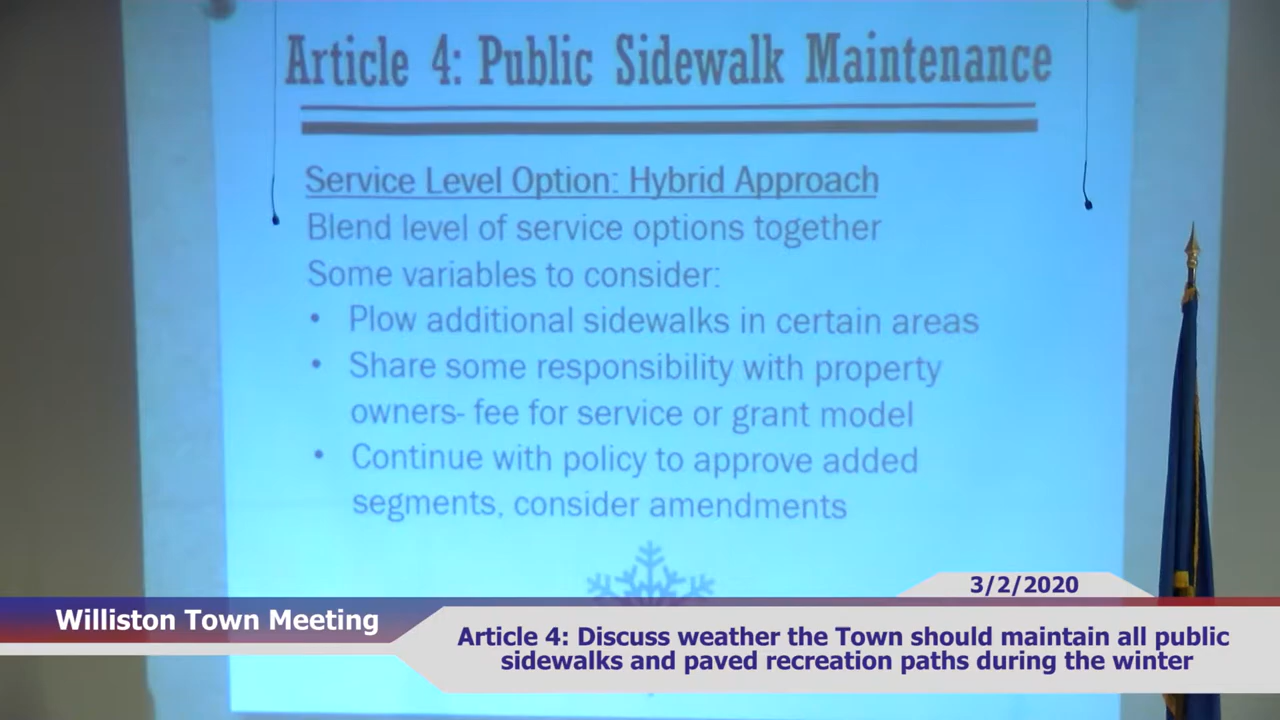 Article 4: Public Sidewalk Maintenance
Service Level Option: Hybrid Approach
Blend level of service options together
Some variables to consider:
• Plow additional sidewalks in certain areas
• Share some responsibility with property
owners- fee for service or grant model
• Continue with policy to approve added
segments, consider amendments
3/2/2020
Williston Town Meeting
Article 4: Discuss weather the Town should maintain all public
sidewalks and paved recreation paths during the winter